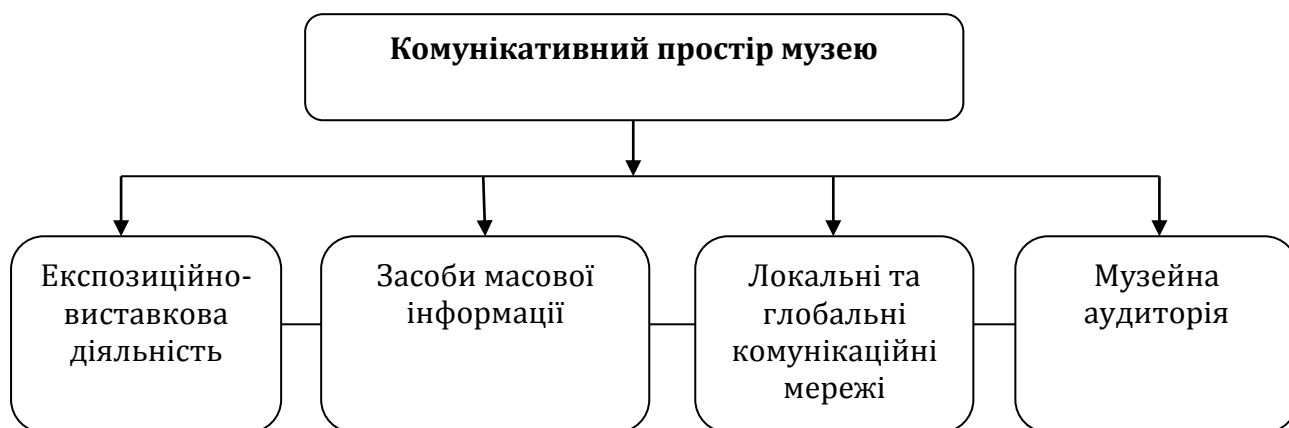 Комунікативний простір музею
Експозиційно-
виставкова
діяльність
Засоби масової
інформації
Локальні та
глобальні
комунікаційні
мережі
Музейна
аудиторія